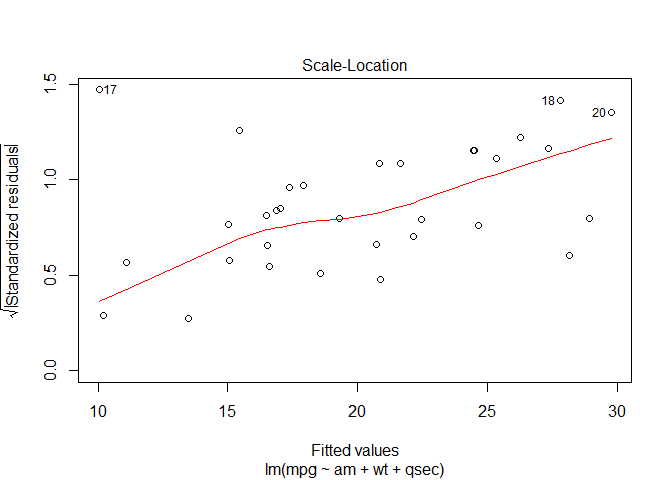 Scale-Location
√|Standardized residuals|
1.5
1.0
0.5
0.0
17
18
20
10 15 20 25 30
Fitted values
lm(mpg ~ am + wt + qsec)